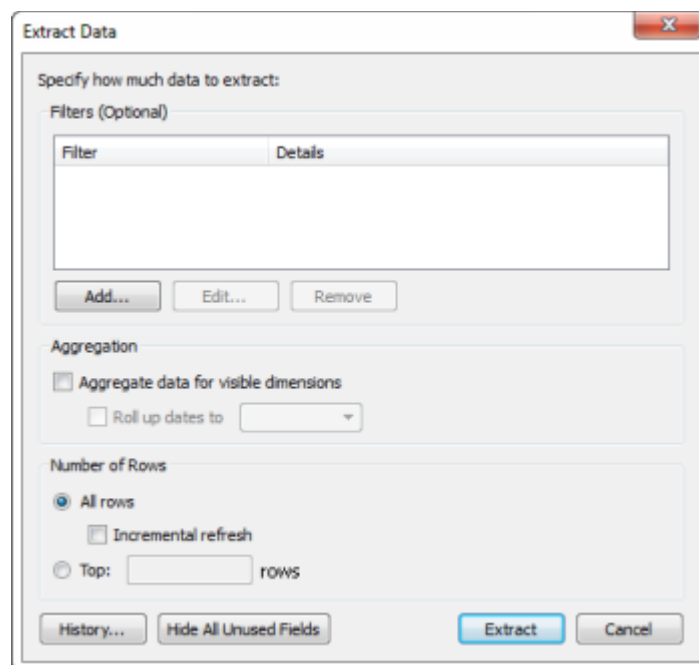 Extract Data
Specify how much data to extract:
Filters (Optional)
Filter Details
Add... Edit... Remove
Aggregation
Aggregate data for visible dimensions
Roll up dates to
Number of Rows
All rows
Incremental refresh
Top: rows
History... Hide All Unused Fields Extract Cancel